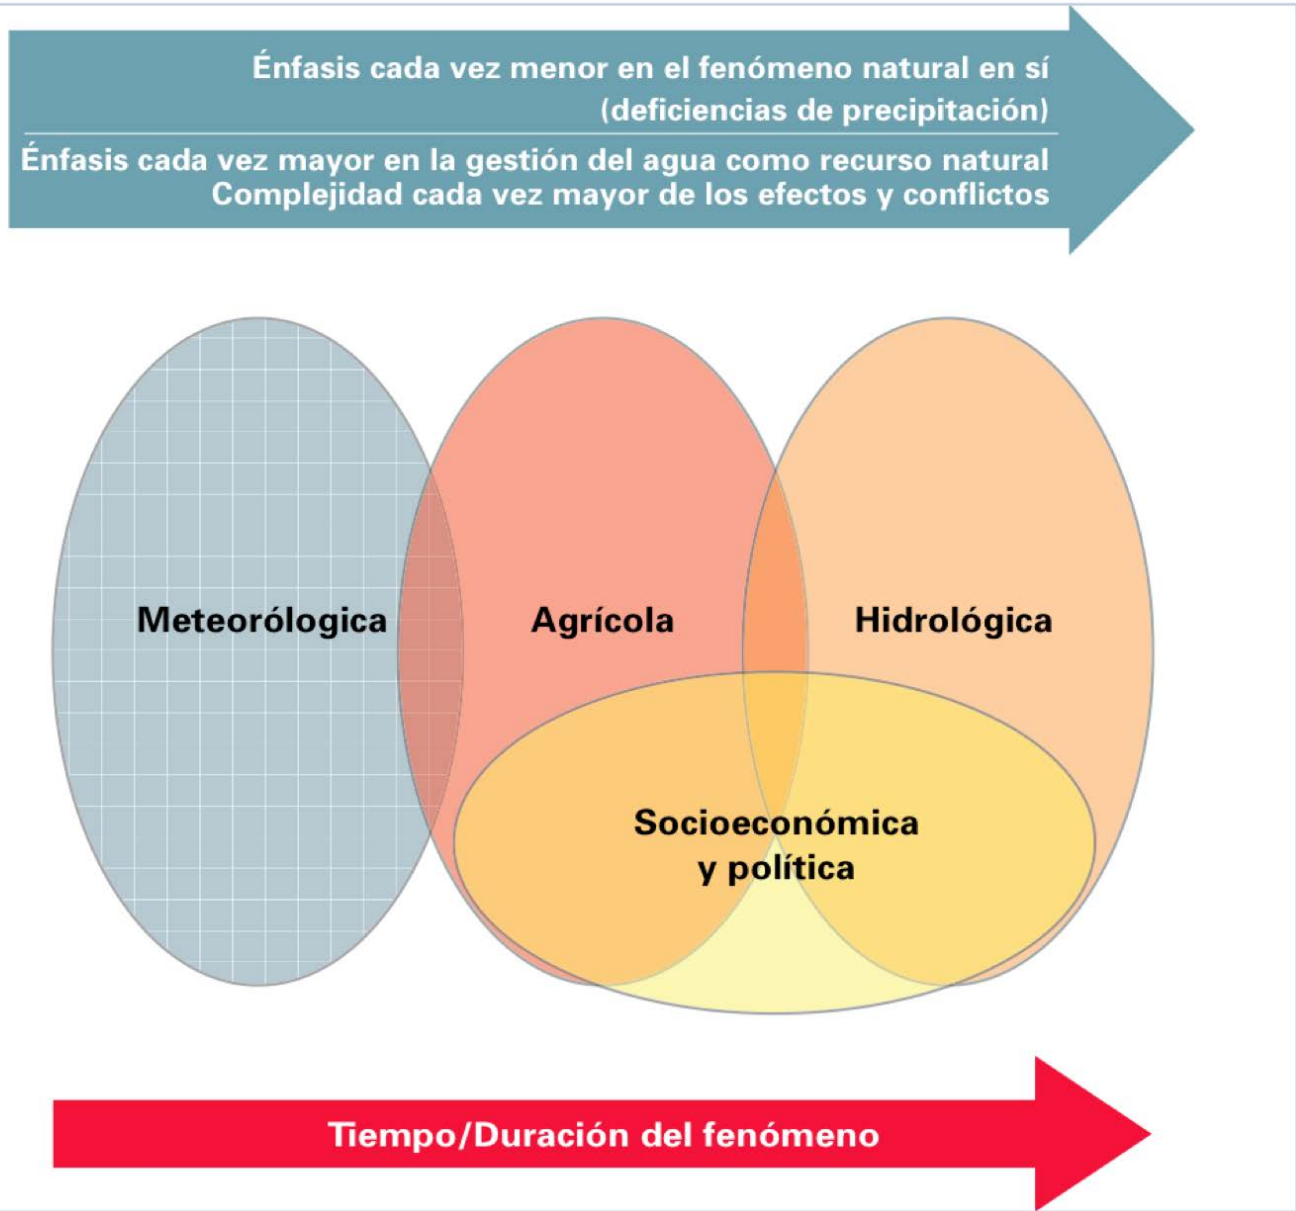 Énfasis cada vez menor en el fenómeno natural en sí
(deficiencias de precipitación)
Énfasis cada vez mayor en la gestión del agua como recurso natural
Complejidad cada vez mayor de los efectos y conflictos
Meteorólogica
Agrícola
Hidrológica
Socioeconómica
y política
Tiempo/Duración del fenómeno